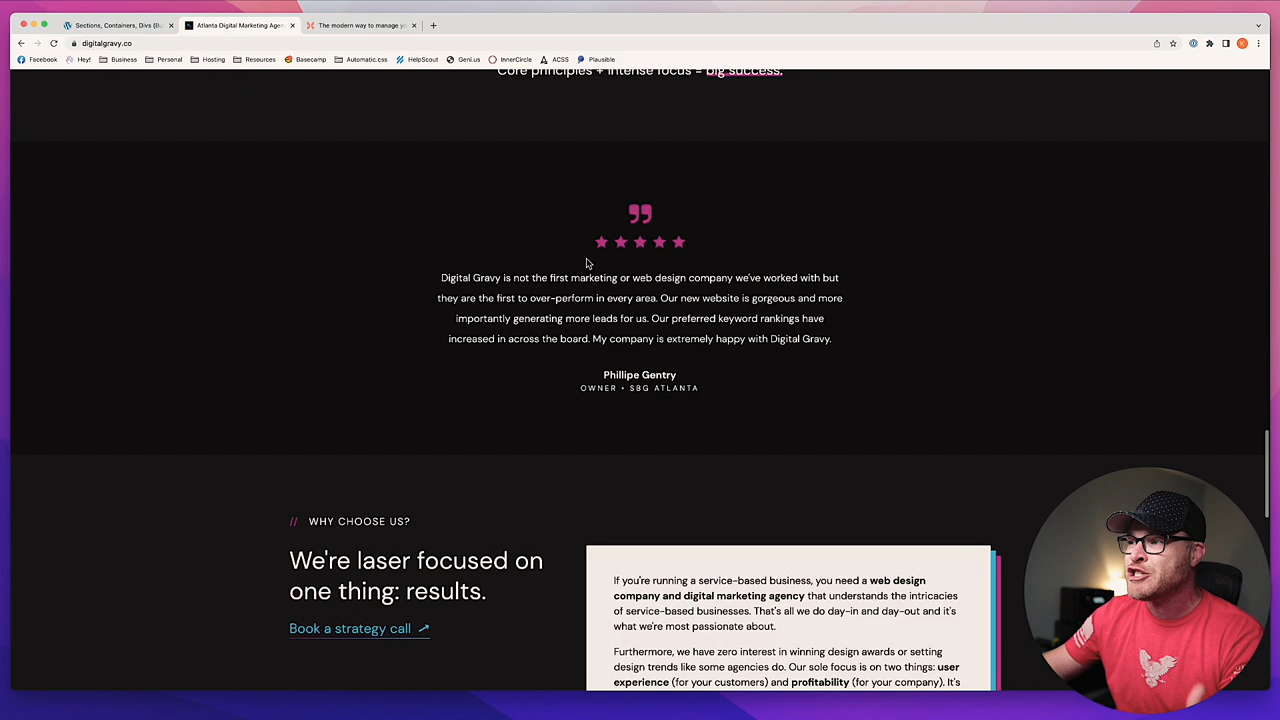 Sections, Containers, Divs (Bu
Atlanta Digital Marketing Agen
The modern way to manage yo
digitalgravy.co
Facebook Hey! Business Personal Hosting Resources Basecamp Automatic.css HelpScout Geni.us InnerCircle ACSS Plausible
Core principles + intense focus = big success.
Digital Gravy is not the first marketing or web design company we've worked with but
they are the first to over-perform in every area. Our new website is gorgeous and more
importantly generating more leads for us. Our preferred keyword rankings have
increased in across the board. My company is extremely happy with Digital Gravy.
Phillipe Gentry
OWNER • SBG ATLANTA
// WHY CHOOSE US?
We're laser focused on
one thing: results.
Book a strategy call
If you're running a service-based business, you need a web design
company and digital marketing agency that understands the intricacies
of service-based businesses. That's all we do day-in and day-out and it's
what we're most passionate about.
Furthermore, we have zero interest in winning design awards or setting
design trends like some agencies do. Our sole focus is on two things: user
experience (for your customers) and profitability (for your company). It's